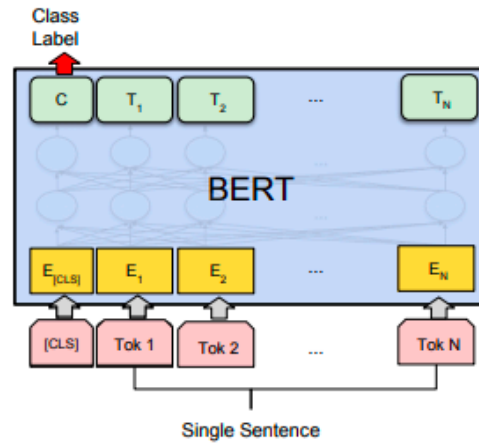 Class
Label
C T1 T2 ... TN
...
BERT
...
E[CLS] E1 E2 ... EN
[CLS] Tok 1 Tok 2 ... Tok N
Single Sentence